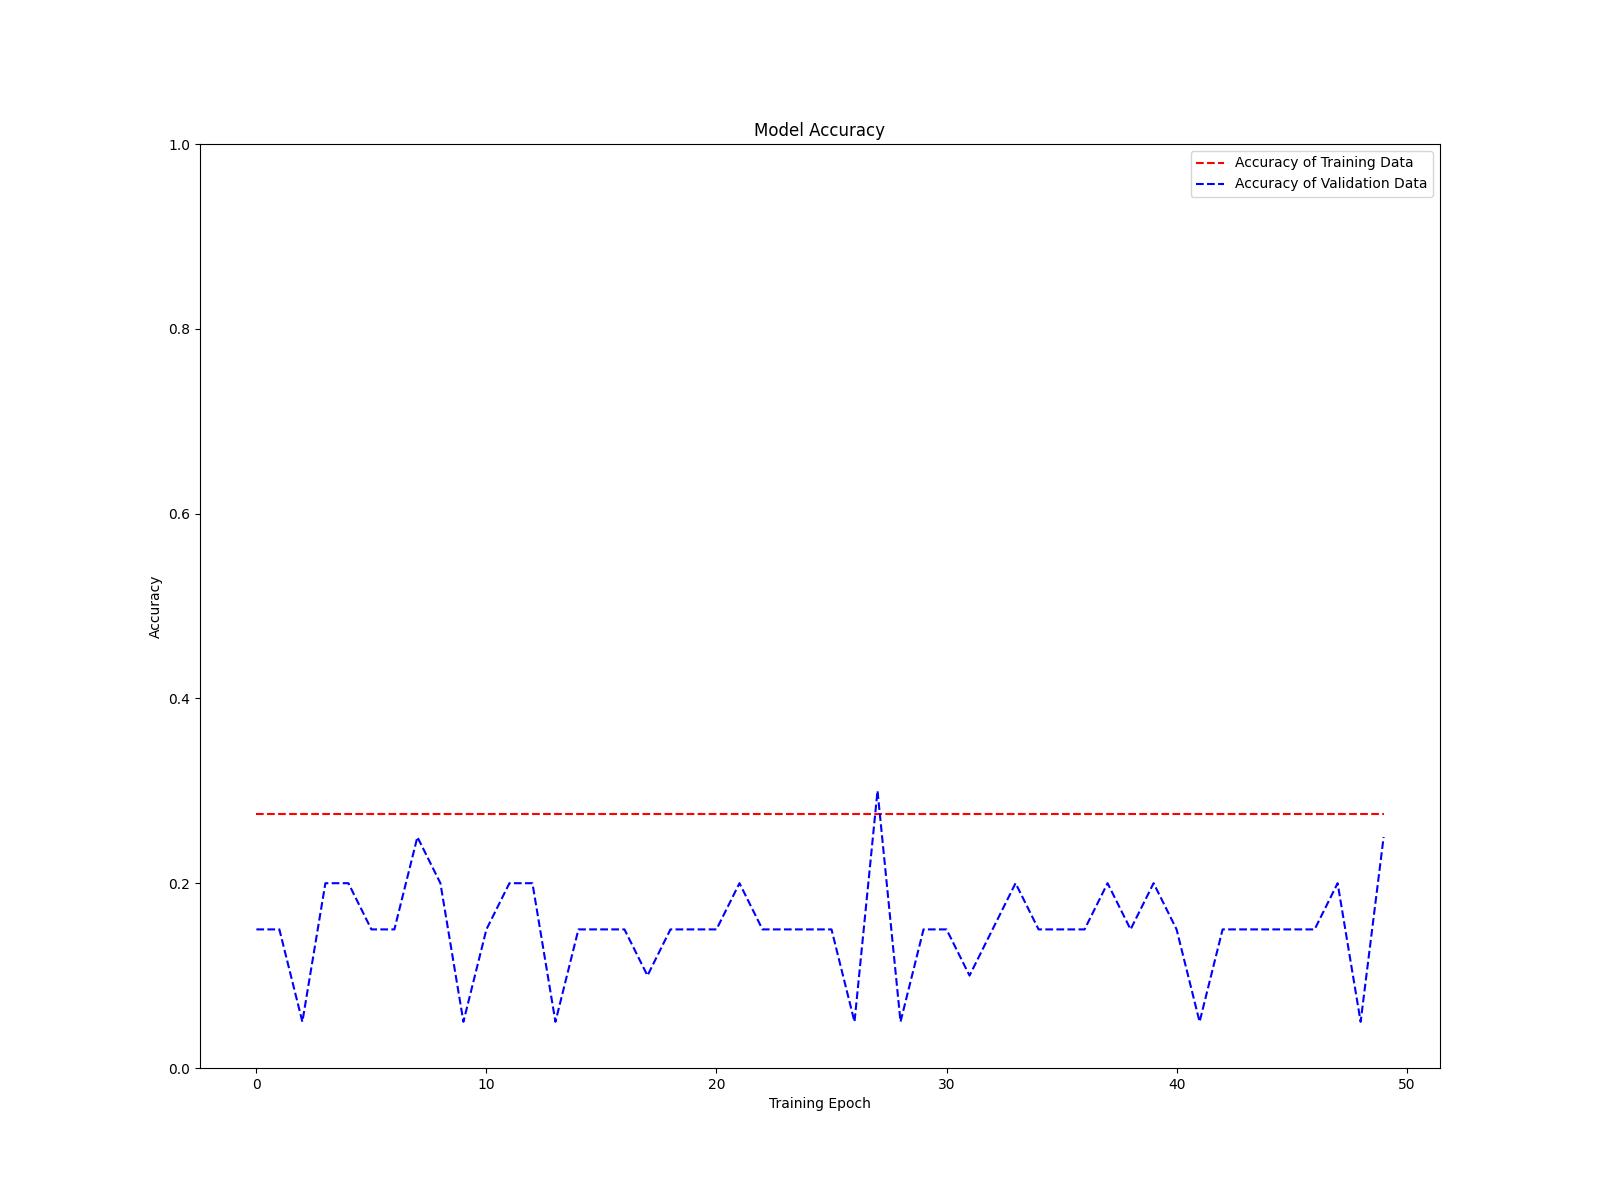 Model Accuracy
Accuracy of Training Data
Accuracy of Validation Data
1.0
0.8
0.6
0.4
0.2
0.0
Accuracy
0 10 20 30 40 50
Training Epoch